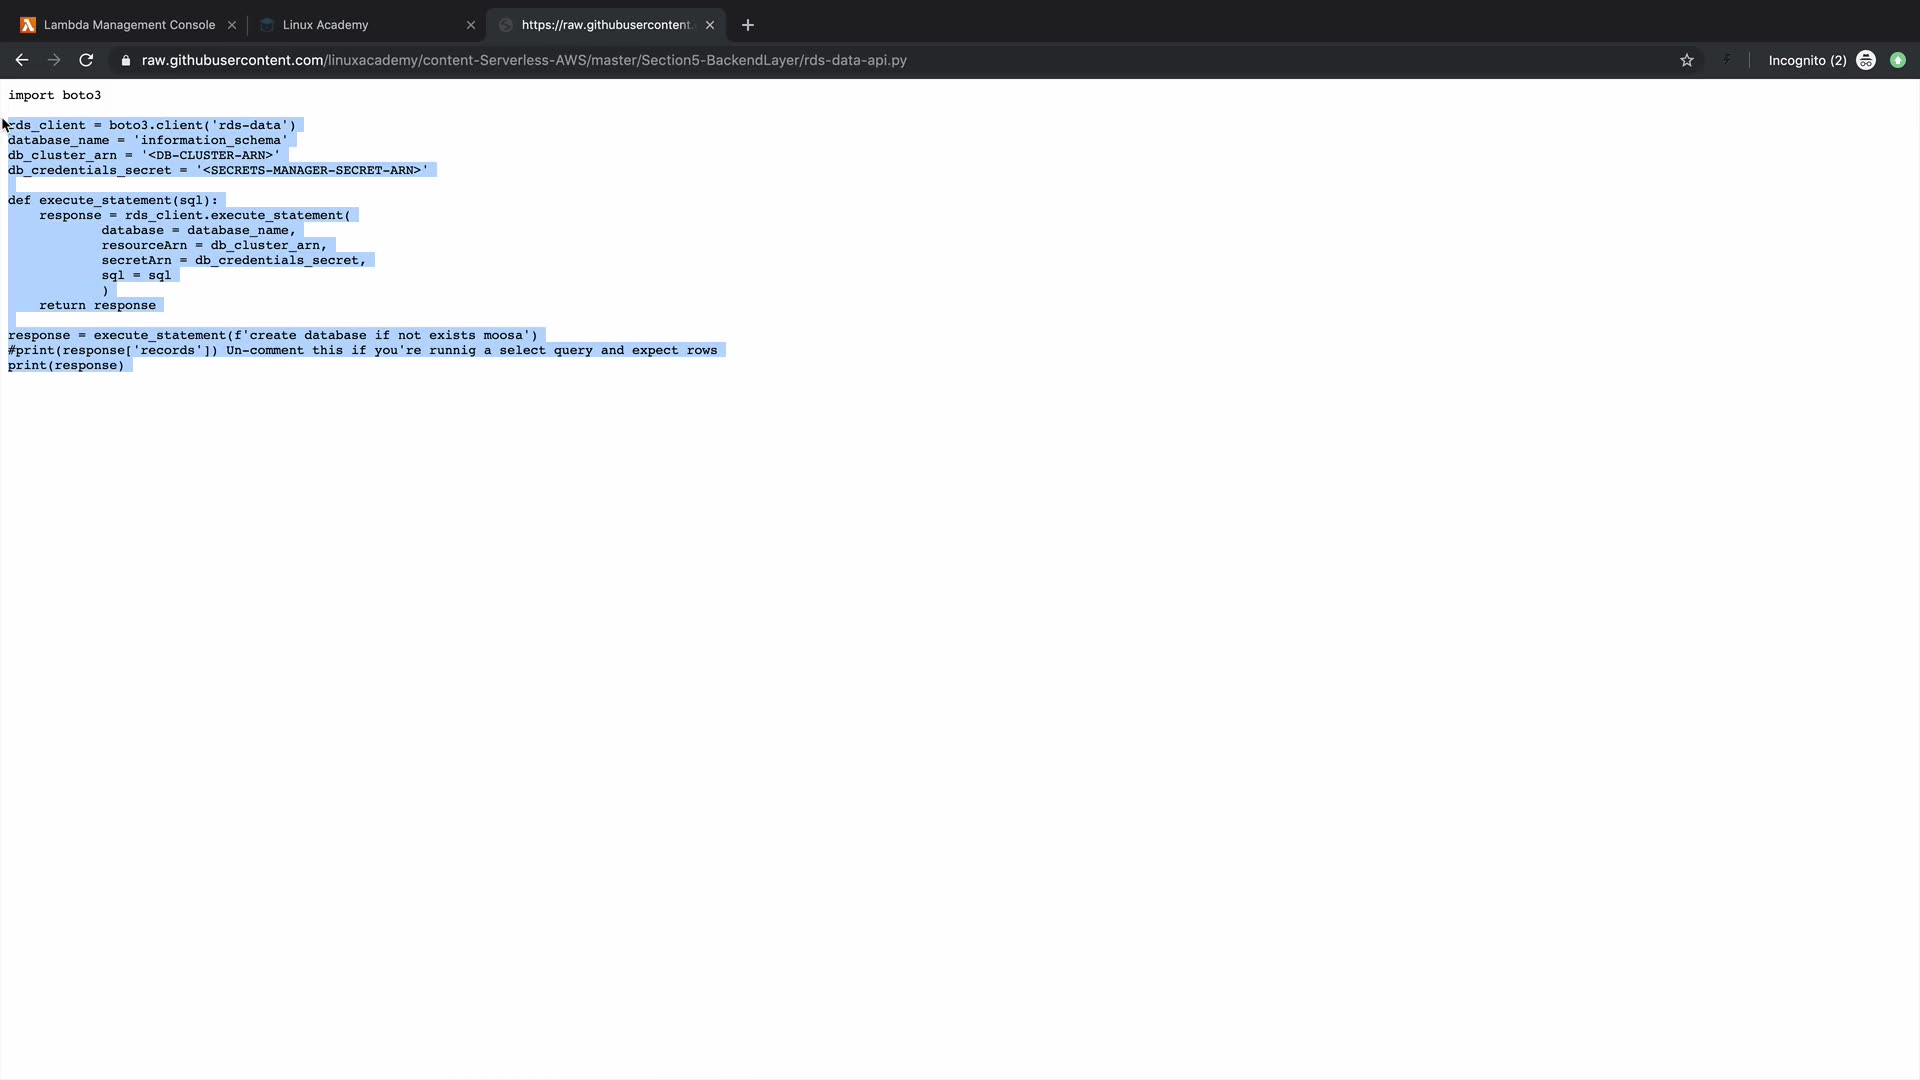 Lambda Management Console
Linux Academy
https://raw.githubusercontent.
raw.githubusercontent.com/linuxacademy/content-Serverless-AWS/master/Section5-BackendLayer/rds-data-api.py
Incognito (2)
import boto3
rds_client = boto3.client('rds-data')
database_name = 'information_schema'
db_cluster_arn = '<DB-CLUSTER-ARN>'
db_credentials_secret = '<SECRETS-MANAGER-SECRET-ARN>'
def execute_statement(sql):
    response = rds_client.execute_statement(
            database = database_name,
            resourceArn = db_cluster_arn,
            secretArn = db_credentials_secret,
            sql = sql
            )
    return response
response = execute_statement(f'create database if not exists moosa')
#print(response['records']) Un-comment this if you're runnig a select query and expect rows
print(response)